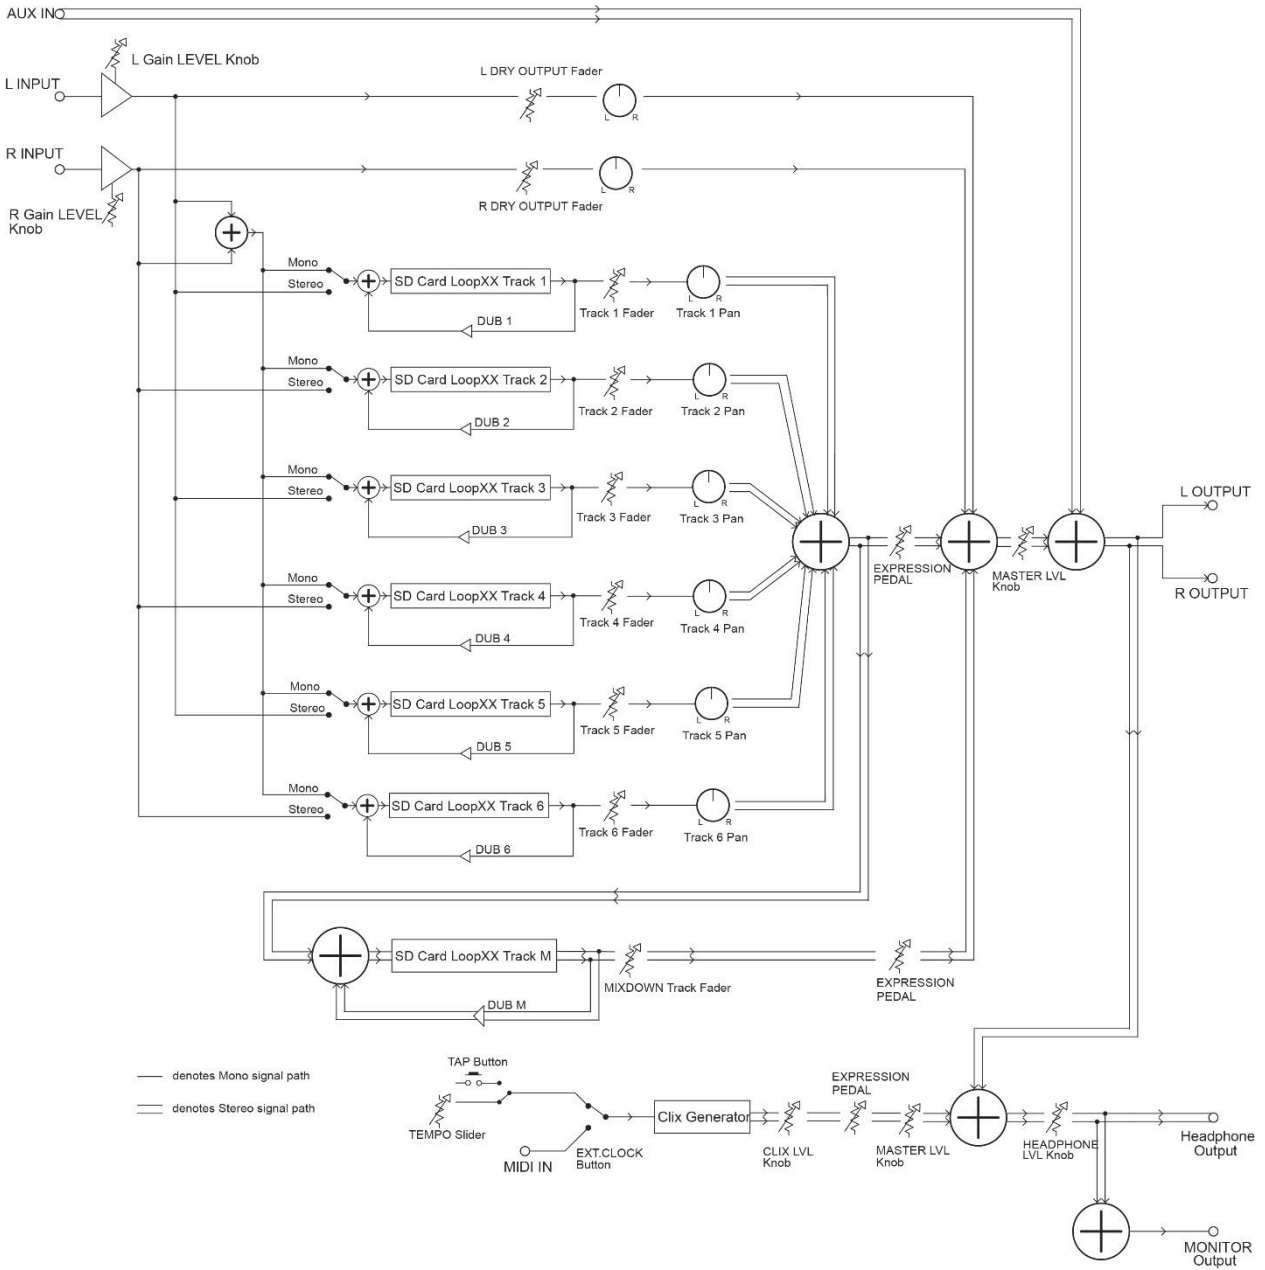 AUX IN
L Gain LEVEL Knob
L INPUT
L DRY OUTPUT Fader
L R
R INPUT
L R
R DRY OUTPUT Fader
R Gain LEVEL
Knob
Mono
Stereo
SD Card LoopXX Track 1
DUB 1
Track 1 Fader
L R
Track 1 Pan
Mono
Stereo
SD Card LoopXX Track 2
DUB 2
Track 2 Fader
L R
Track 2 Pan
Mono
Stereo
SD Card LoopXX Track 3
DUB 3
Track 3 Fader
L R
Track 3 Pan
L OUTPUT
EXPRESSION
PEDAL
MASTER LVL
Knob
R OUTPUT
Mono
Stereo
SD Card LoopXX Track 4
DUB 4
Track 4 Fader
L R
Track 4 Pan
Mono
Stereo
SD Card LoopXX Track 5
DUB 5
Track 5 Fader
L R
Track 5 Pan
Mono
Stereo
SD Card LoopXX Track 6
DUB 6
Track 6 Fader
L R
Track 6 Pan
SD Card LoopXX Track M
DUB M
MIXDOWN Track Fader
EXPRESSION
PEDAL
denotes Mono signal path
denotes Stereo signal path
TAP Button
TEMPO Slider
MIDI IN
EXT.CLOCK
Button
Clix Generator
CLIX LVL
Knob
EXPRESSION
PEDAL
MASTER LVL
Knob
HEADPHONE
LVL Knob
Headphone
Output
MONITOR
Output